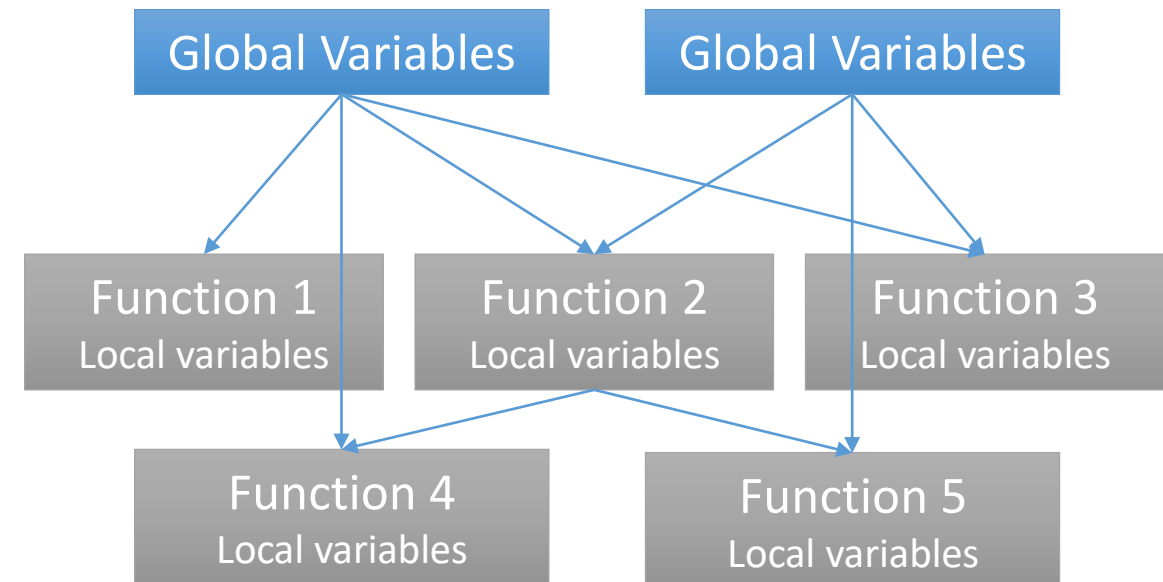 Global Variables
Global Variables
Function 1
Local variables
Function 2
Local variables
Function 3
Local variables
Function 4
Local variables
Function 5
Local variables